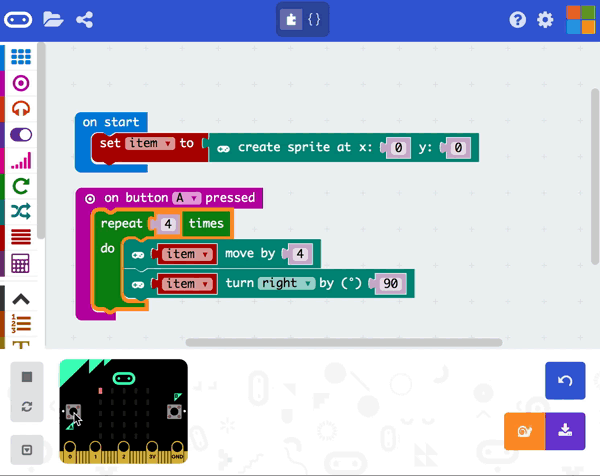 {}
on start
set item to create sprite at x: 0 y: 0
on button A pressed
repeat 4 times
do
item move by 4
item turn right by (°) 90
0 1 2 3V GND